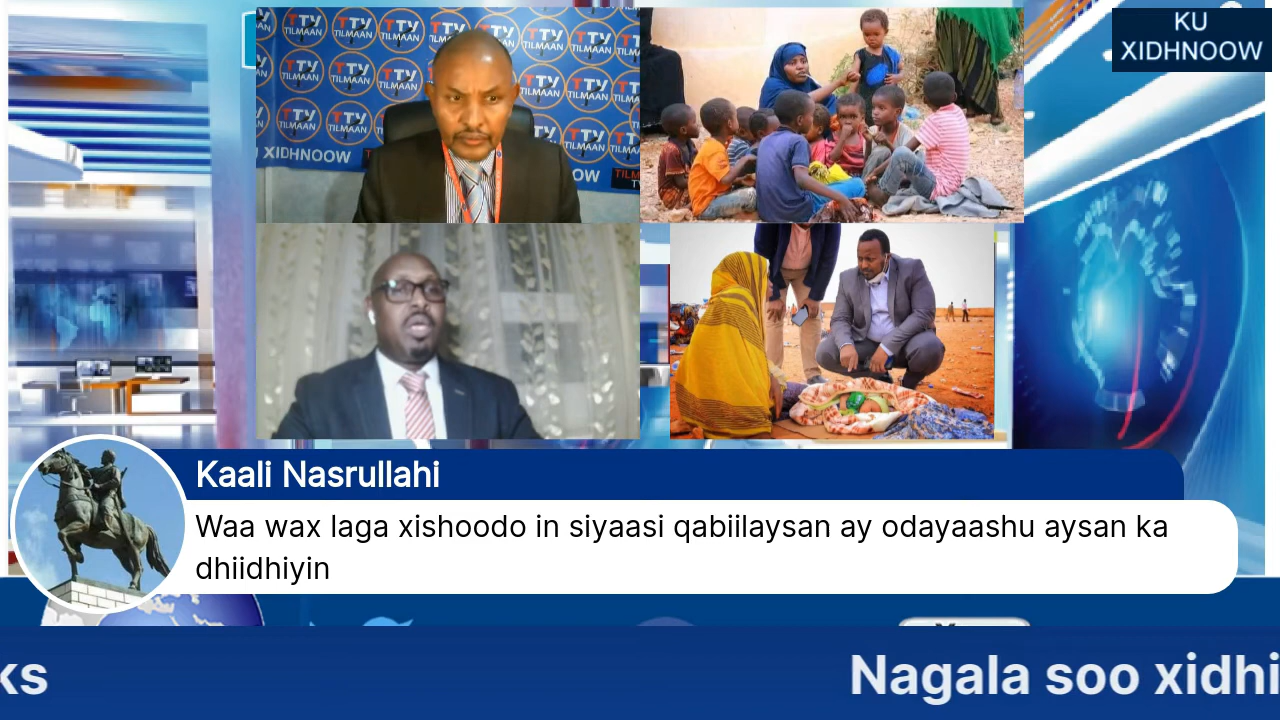 KU
XIDHNOOW
TTV
TILMAAN
XIDHNOOW
Kaali Nasrullahi
Waa wax laga xishoodo in siyaasi qabiilaysan ay odayaashu aysan ka
dhiidhiyin
ks
Nagala soo xidhi